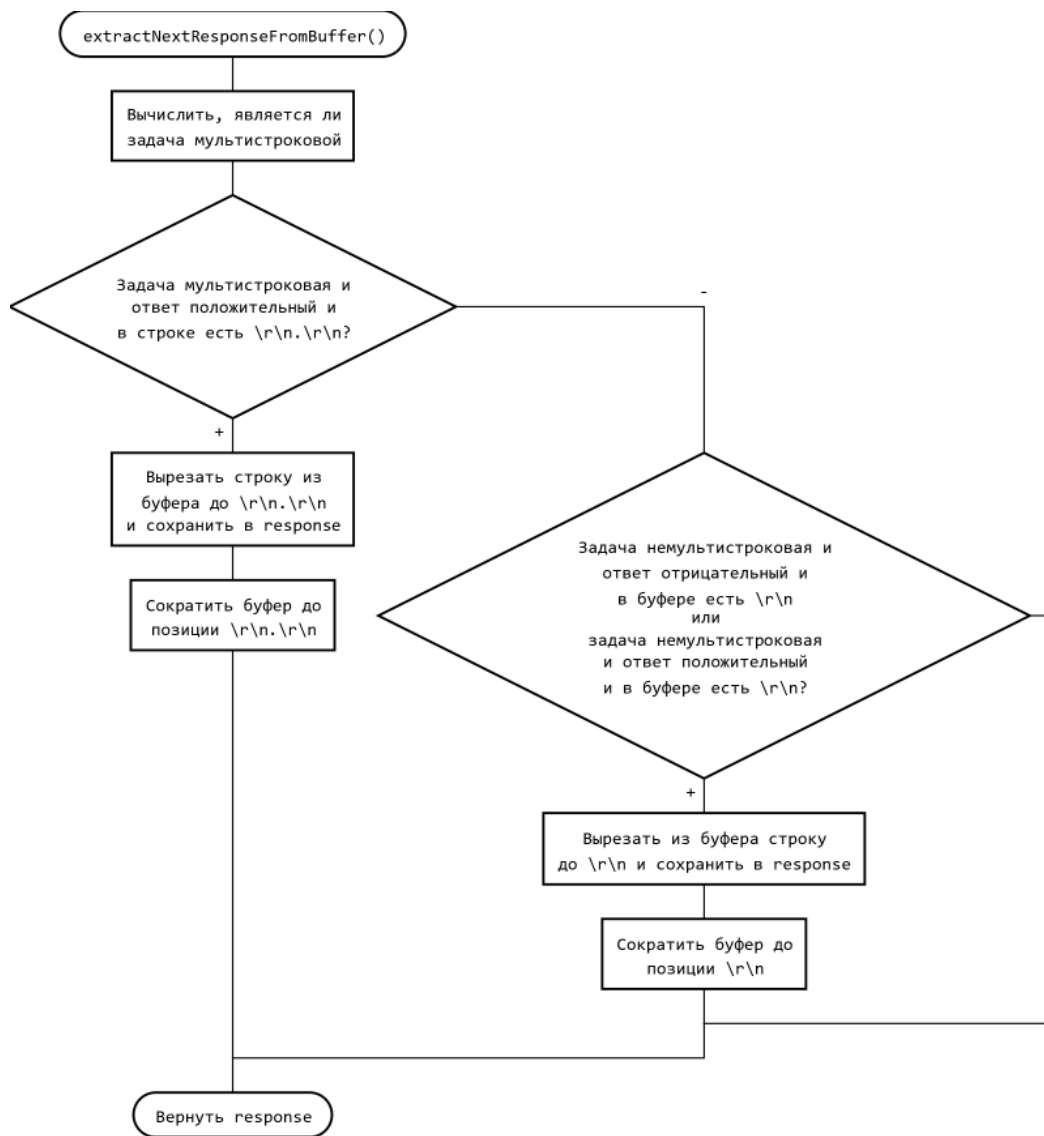 extractNextResponseFromBuffer()
Вычислить, является ли
задача мультистроковой
Задача мультистроковая и
ответ положительный и
в строке есть \r\n.\r\n?
-
+
Вырезать строку из
буфера до \r\n.\r\n
и сохранить в response
Сократить буфер до
позиции \r\n.\r\n
Задача немультистроковая и
ответ отрицательный и
в буфере есть \r\n
или
задача немультистроковая
и ответ положительный
и в буфере есть \r\n?
+
Вырезать из буфера строку
до \r\n и сохранить в response
Сократить буфер до
позиции \r\n
Вернуть response